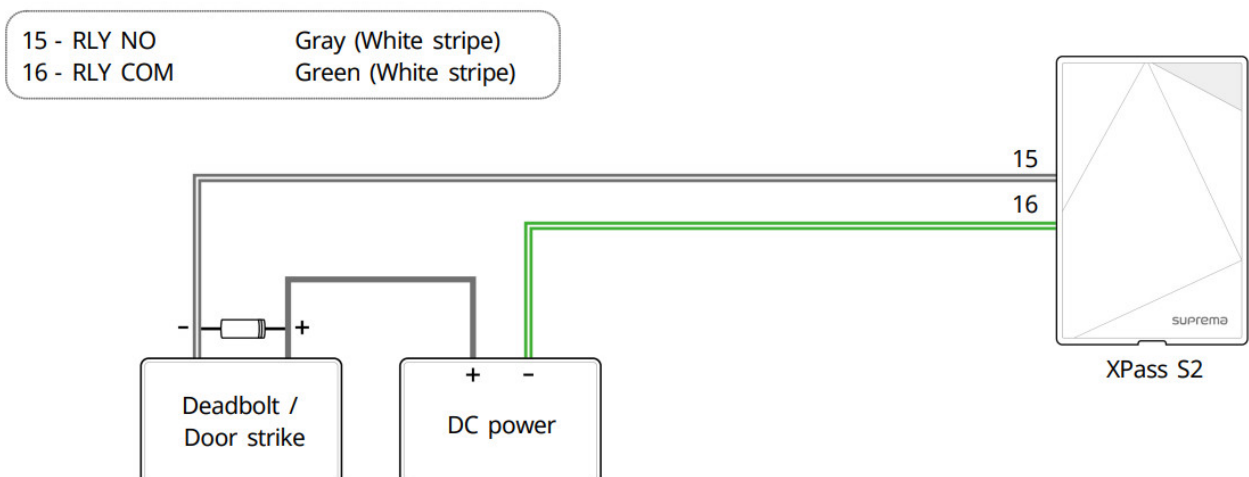 15 - RLY NO Gray (White stripe)
16 - RLY COM Green (White stripe)
15
16
- +
+ -
suprema
XPass S2
Deadbolt /
Door strike
DC power